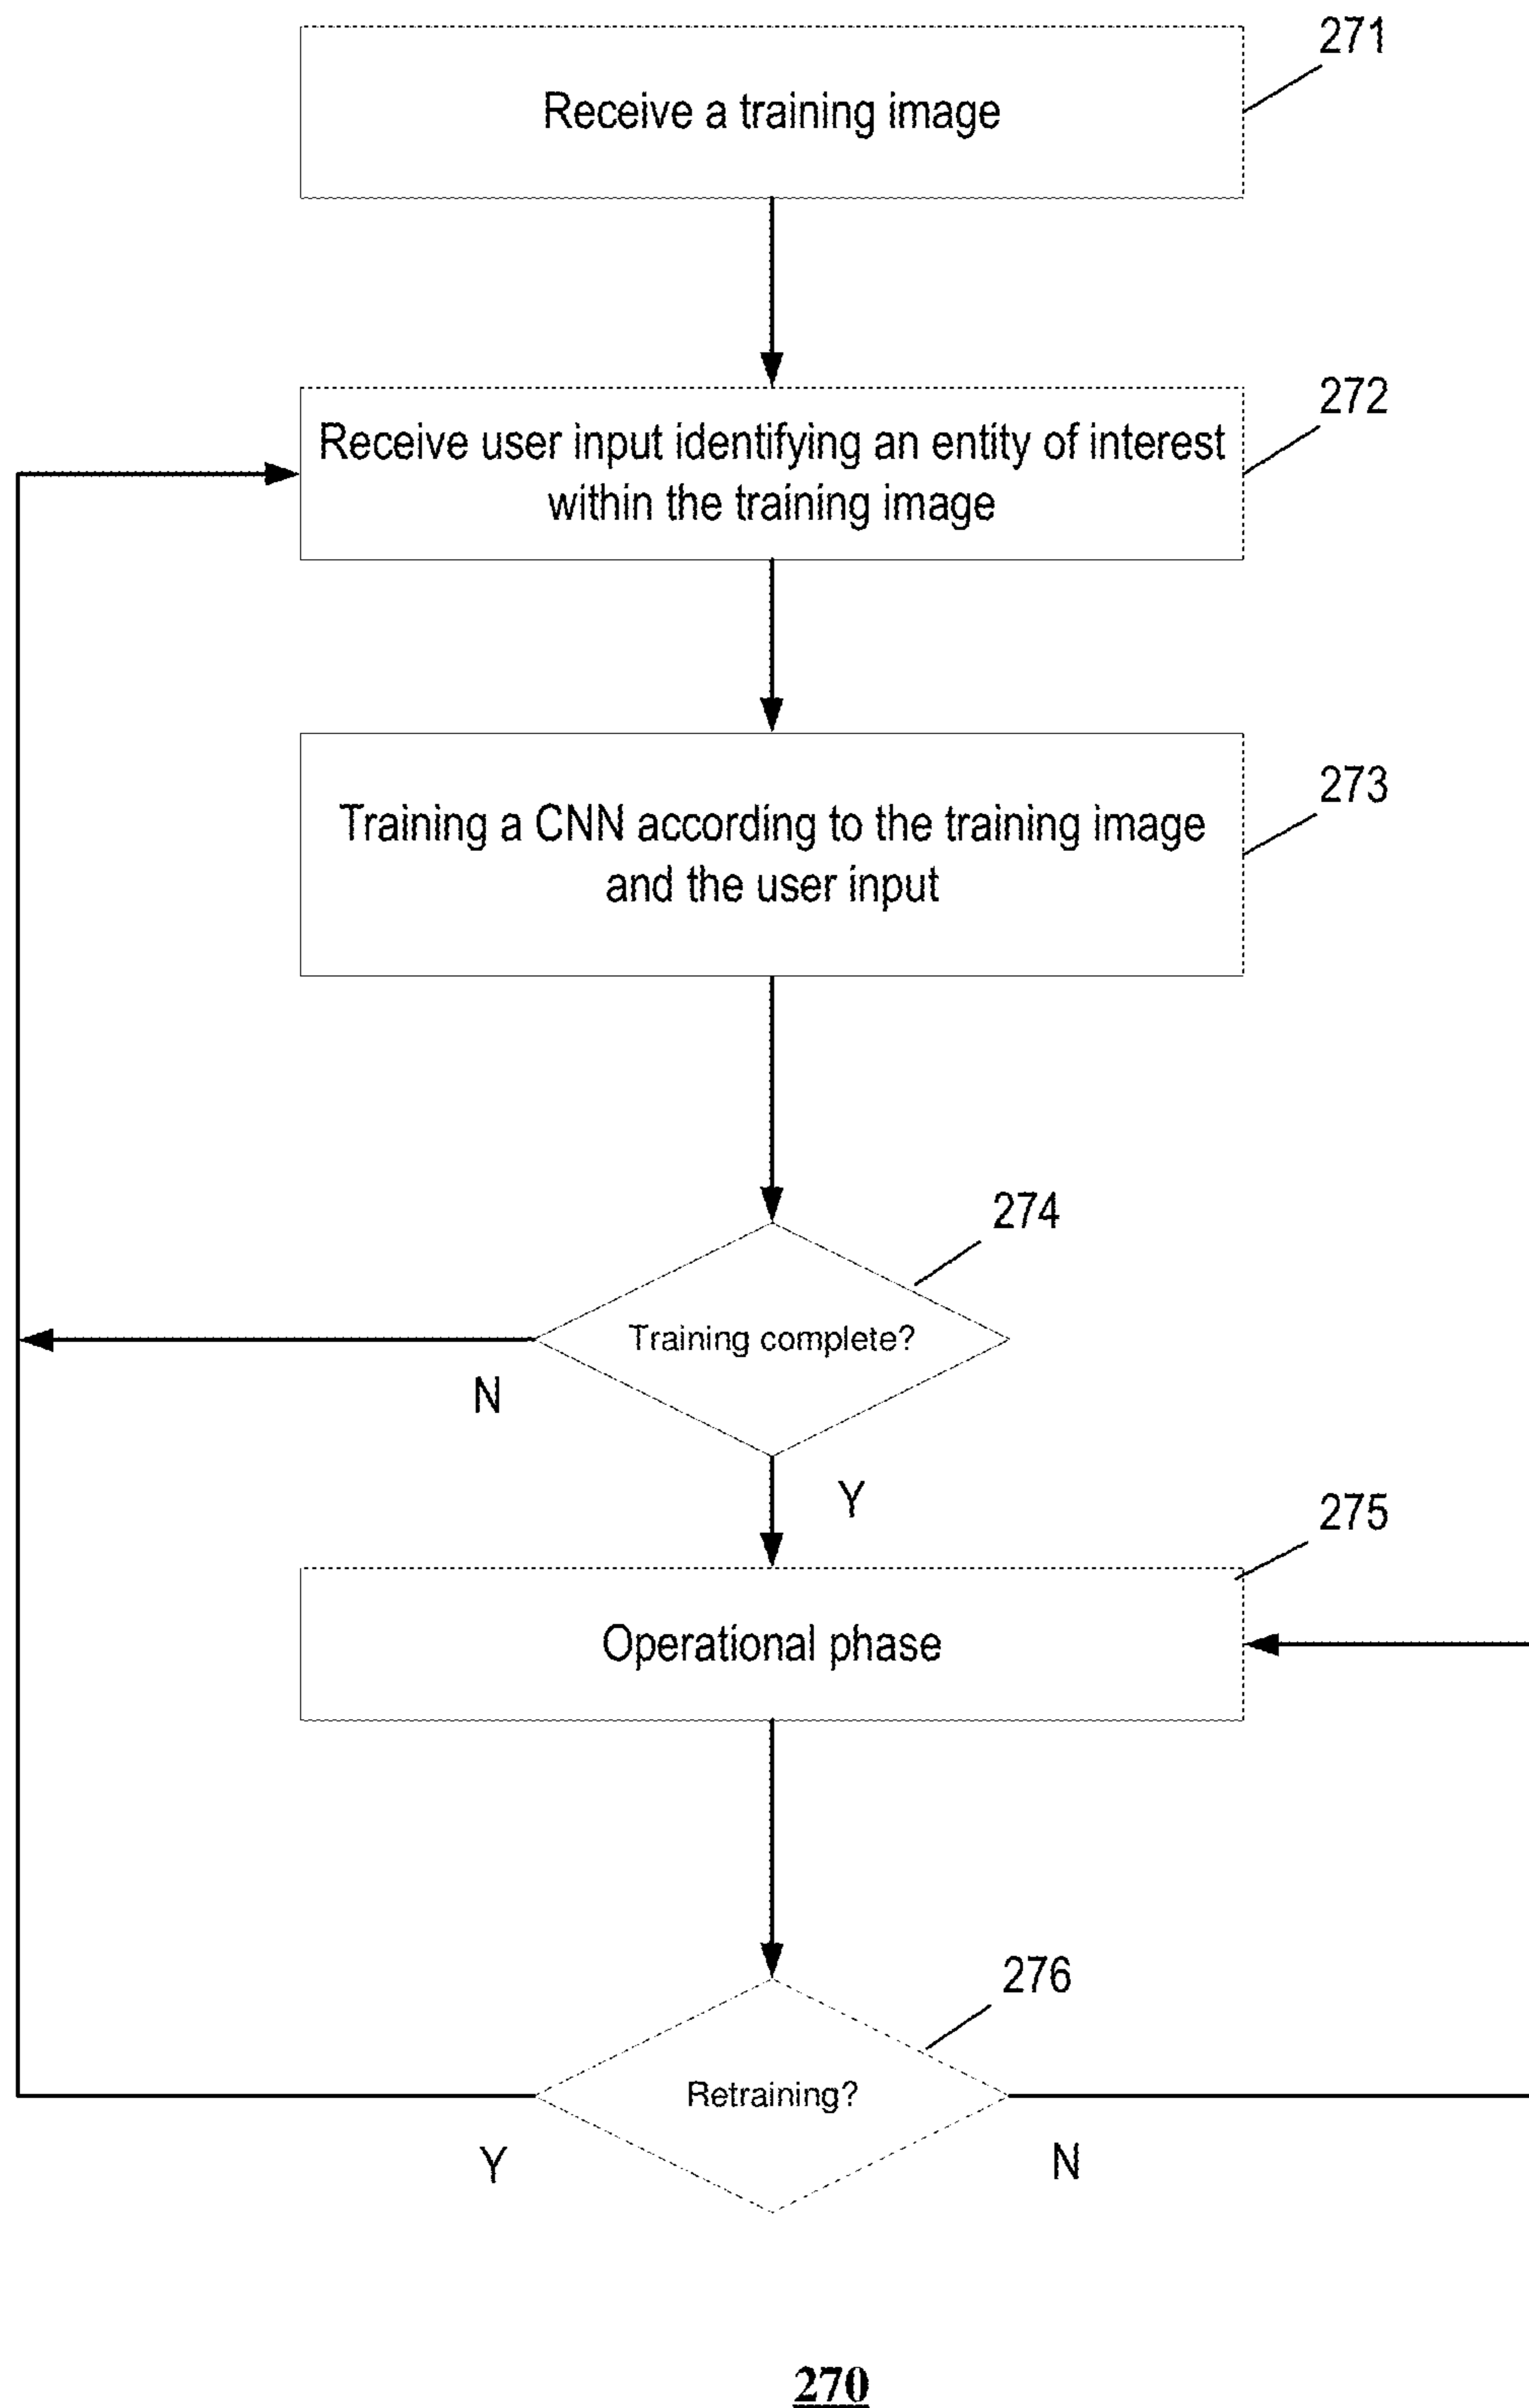 271
Receive a training image
272
Receive user input identifying an entity of interest
within the training image
273
Training a CNN according to the training image
and the user input
274
Training complete?
N
Y
275
Operational phase
276
Retraining?
Y
N
270